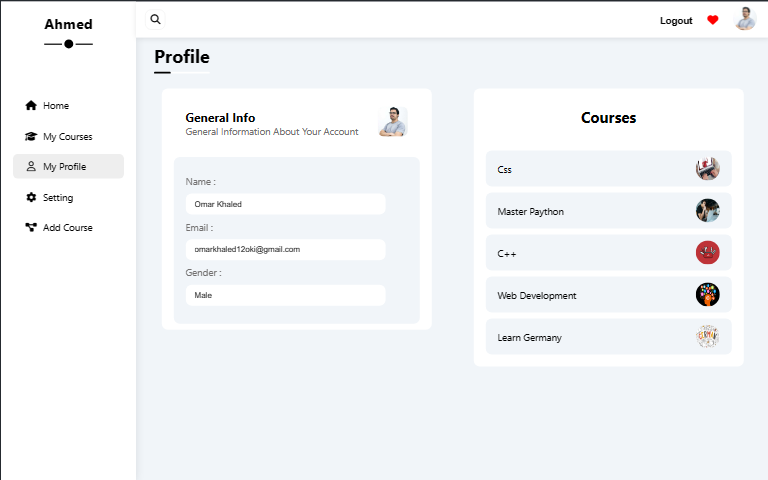 Ahmed
Logout
Home
My Courses
My Profile
Setting
Add Course
Profile
General Info
General Information About Your Account
Name :
Omar Khaled
Email :
omarkhaled12oki@gmail.com
Gender :
Male
Courses
Css
Master Paython
C++
Web Development
Learn Germany